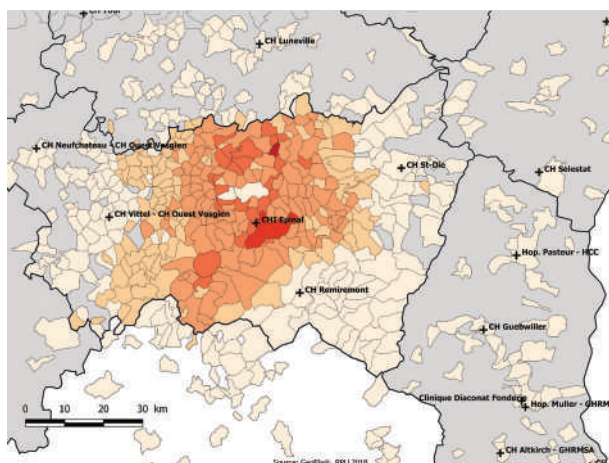 CH Luneville
CH Neufchateau - CH Ouest Vosgien
CH St-Die
CH Selestat
CH Vittel - CH Ouest Vosgien
CHI Epinal
Hop. Pasteur - HCC
CH Remiremont
CH Guebwiller
Clinique Diaconat Fonderie
Hop. Muller - GHRM
0 10 20 30 km
CH Altkirch - GHRMSA